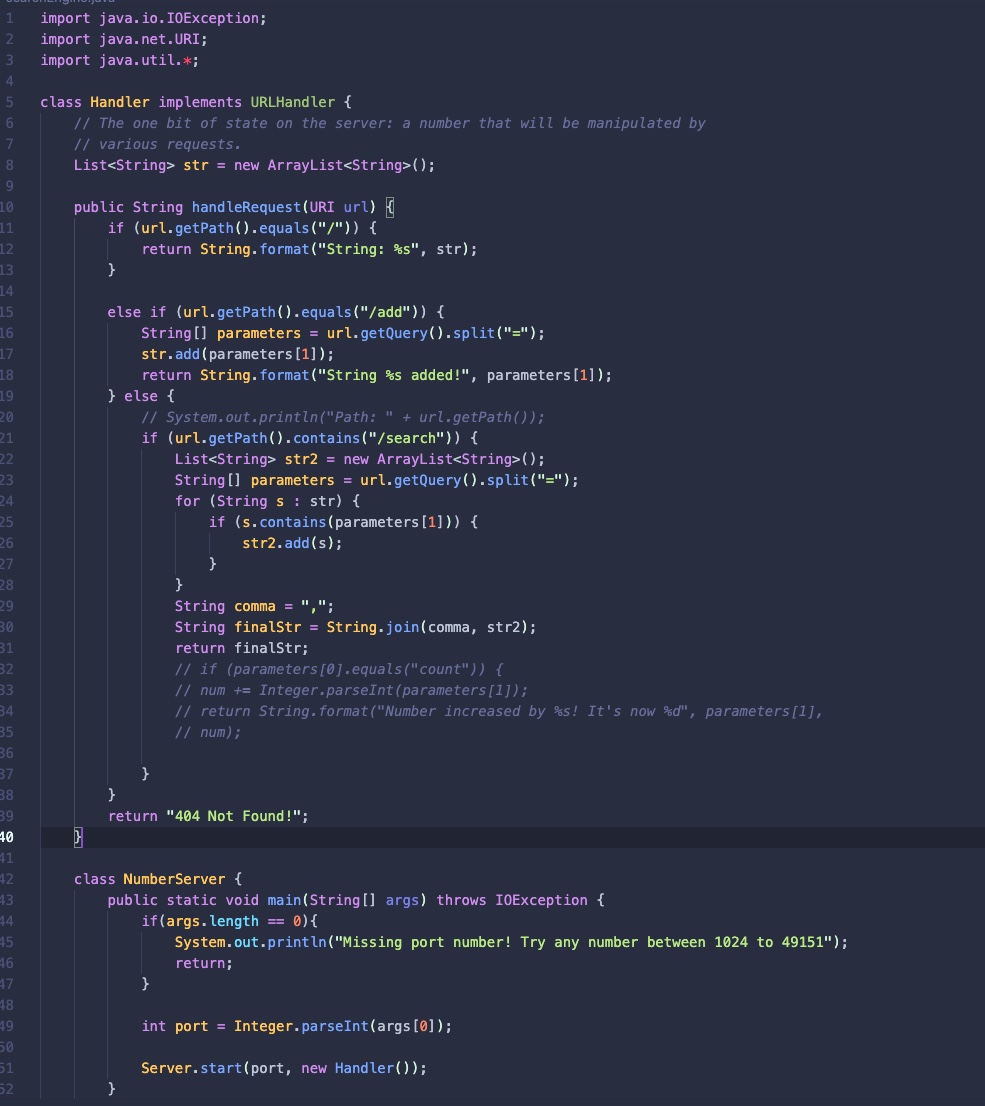 searchEngine.java
1 import java.io.IOException;
2 import java.net.URI;
3 import java.util.*;
4
5 class Handler implements URLHandler {
6 // The one bit of state on the server: a number that will be manipulated by
7 // various requests.
8 List<String> str = new ArrayList<String>();
9
10 public String handleRequest(URI url) {
11 if (url.getPath().equals("/")) {
12 return String.format("String: %s", str);
13 }
14
15 else if (url.getPath().equals("/add")) {
16 String[] parameters = url.getQuery().split("=");
17 str.add(parameters[1]);
18 return String.format("String %s added!", parameters[1]);
19 } else {
20 // System.out.println("Path: " + url.getPath());
21 if (url.getPath().contains("/search")) {
22 List<String> str2 = new ArrayList<String>();
23 String[] parameters = url.getQuery().split("=");
24 for (String s : str) {
25 if (s.contains(parameters[1])) {
26 str2.add(s);
27 }
28 }
29 String comma = ",";
30 String finalStr = String.join(comma, str2);
31 return finalStr;
32 // if (parameters[0].equals("count")) {
33 // num += Integer.parseInt(parameters[1]);
34 // return String.format("Number increased by %s! It's now %d", parameters[1],
35 // num);
36
37 }
38 }
39 return "404 Not Found!";
40 }
41
42 class NumberServer {
43 public static void main(String[] args) throws IOException {
44 if(args.length == 0){
45 System.out.println("Missing port number! Try any number between 1024 to 49151");
46 return;
47 }
48
49 int port = Integer.parseInt(args[0]);
50
51 Server.start(port, new Handler());
52 }